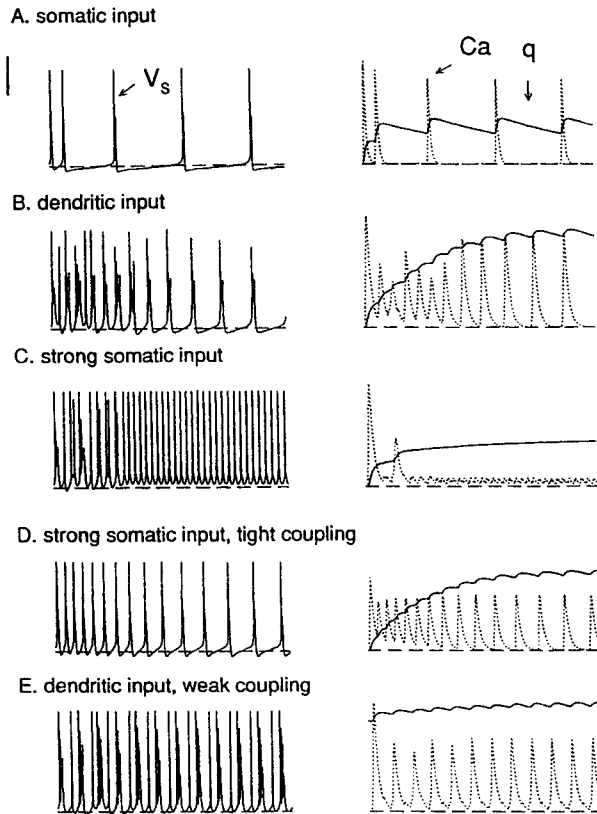 A. somatic input
Vs
Ca
q
B. dendritic input
C. strong somatic input
D. strong somatic input, tight coupling
E. dendritic input, weak coupling